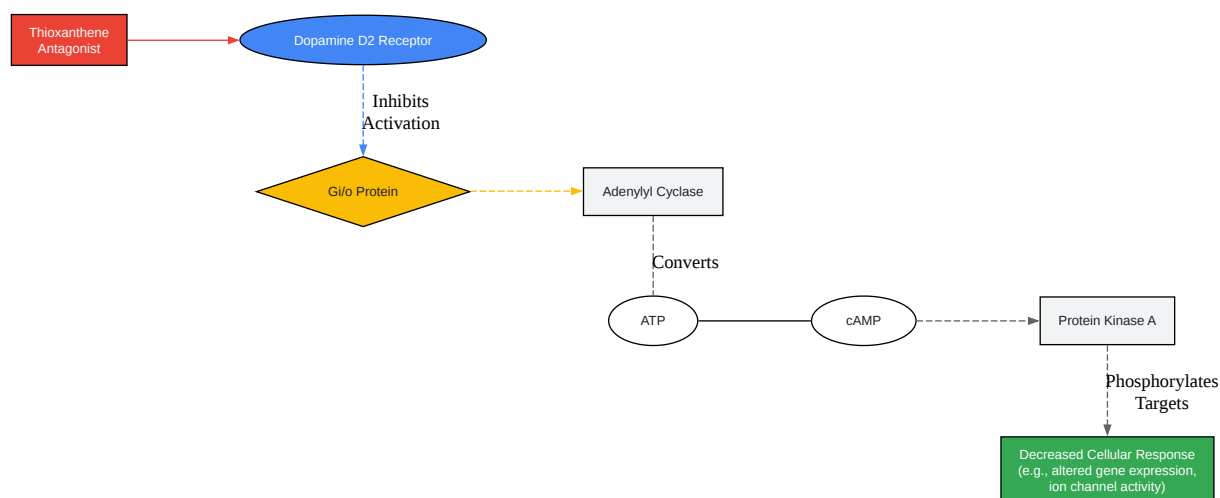 Thioxanthene
Antagonist
Dopamine D2 Receptor
Inhibits
Activation
Gi/o Protein
Adenylyl Cyclase
Converts
ATP
cAMP
Protein Kinase A
Phosphorylates
Targets
Decreased Cellular Response
(e.g., altered gene expression,
ion channel activity)